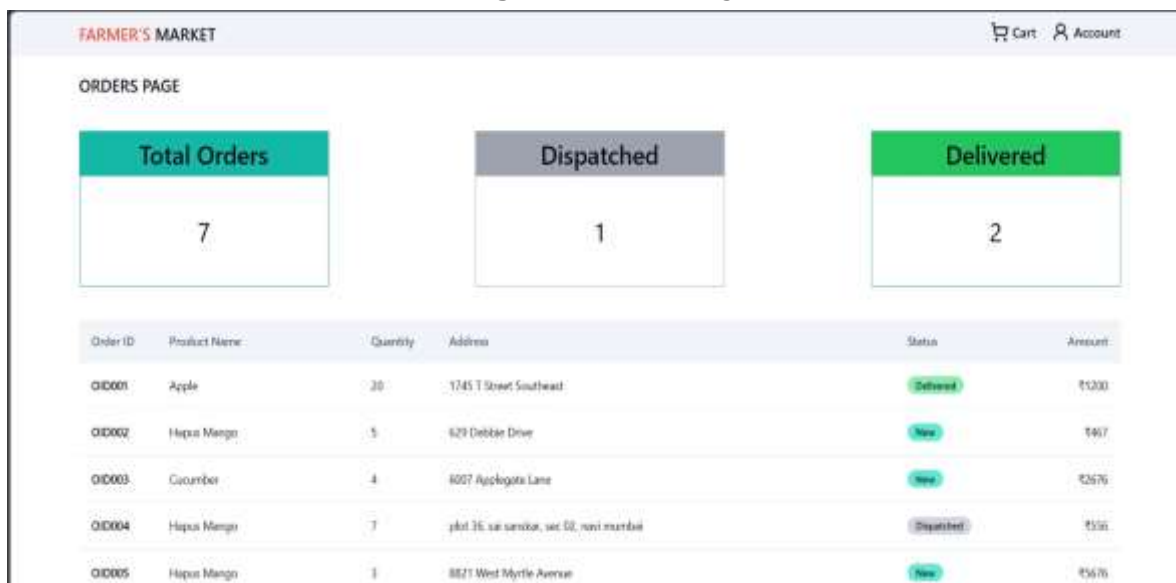 FARMER'S MARKET Cart Account
ORDERS PAGE
Total Orders Dispatched Delivered
7 1 2
Order ID Product Name Quantity Address Status Amount
OID001 Apple 20 1745 T Street Southeast Delivered ₹1200
OID002 Hapus Mango 5 629 Debbie Drive New ₹467
OID003 Cucumber 4 6007 Applegate Lane New ₹2676
OID004 Hapus Mango 7 plot 36, sai sanskar, sec 02, navi mumbai Dispatched ₹556
OID005 Hapus Mango 3 8821 West Myrtle Avenue New ₹5676